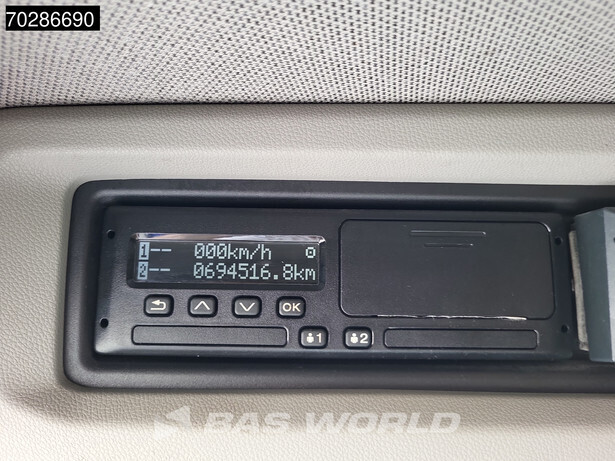 70286690
1 -- 000km/h
2 -- 0694516.8km
OK
1 2
BAS WORLD